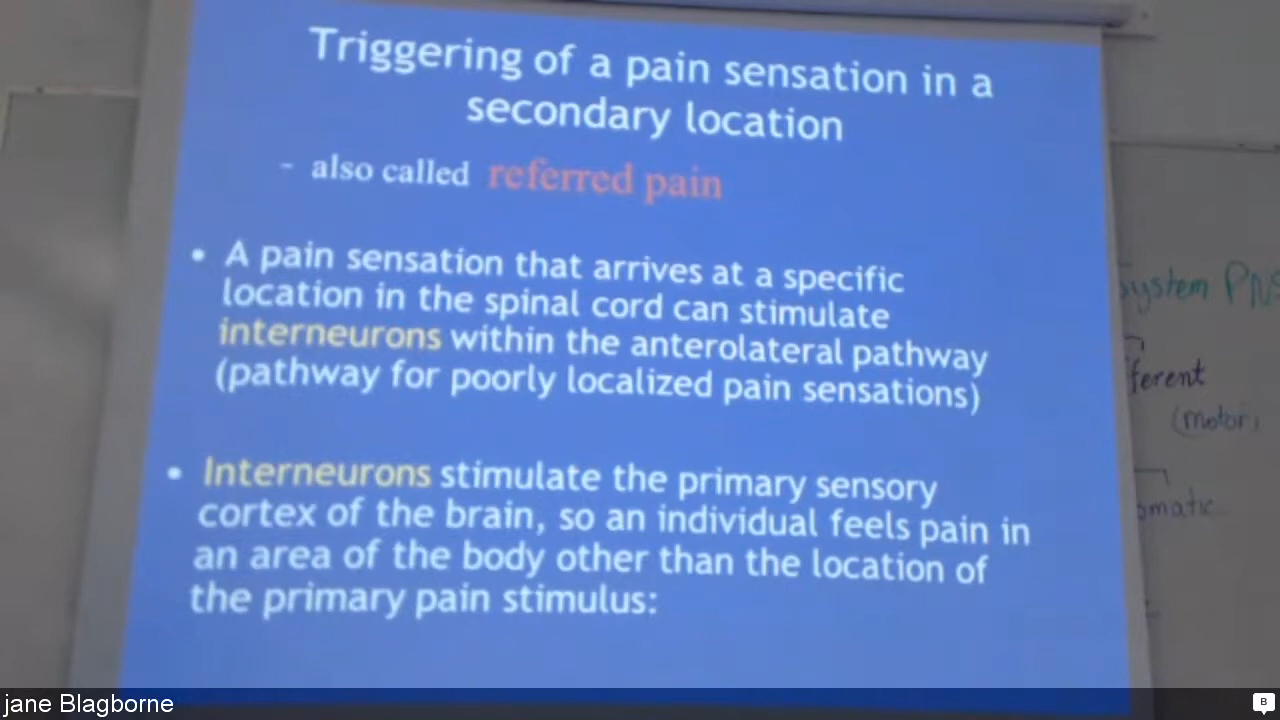 Triggering of a pain sensation in a
secondary location
- also called referred pain
• A pain sensation that arrives at a specific
location in the spinal cord can stimulate
interneurons within the anterolateral pathway
(pathway for poorly localized pain sensations)
• Interneurons stimulate the primary sensory
cortex of the brain, so an individual feels pain in
an area of the body other than the location of
the primary pain stimulus:
system PNS
fferent
(motor)
omatic
jane Blagborne
B